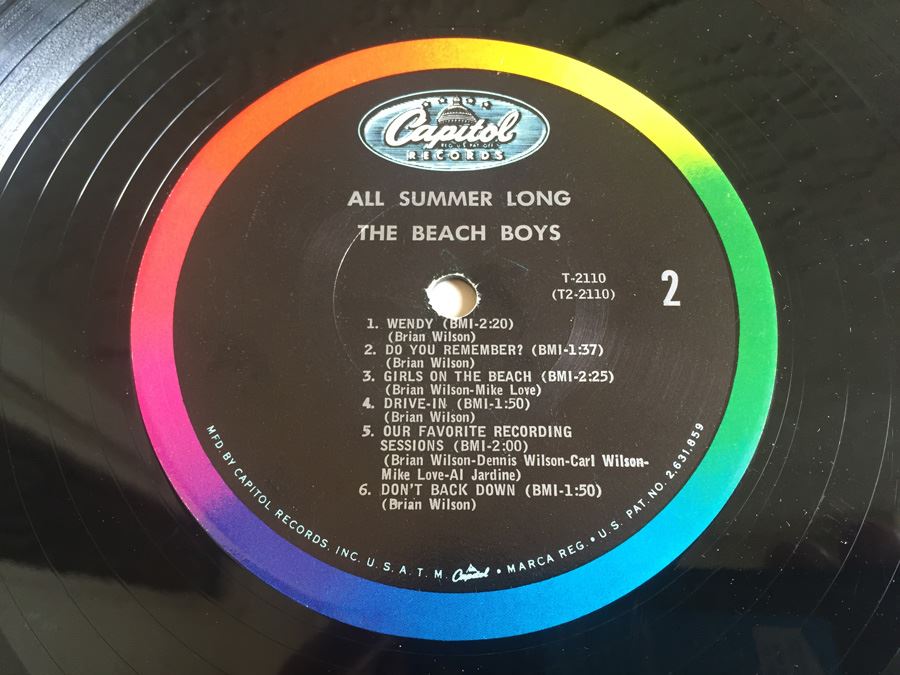 Capitol
REG. U.S. PAT. OFF.
RECORDS
ALL SUMMER LONG
THE BEACH BOYS
T-2110
(T2-2110)
2
1. WENDY (BMI-2:20)
(Brian Wilson)
2. DO YOU REMEMBER? (BMI-1:37)
(Brian Wilson)
3. GIRLS ON THE BEACH (BMI-2:25)
(Brian Wilson-Mike Love)
4. DRIVE-IN (BMI-1:50)
(Brian Wilson)
5. OUR FAVORITE RECORDING
SESSIONS (BMI-2:00)
(Brian Wilson-Dennis Wilson-Carl Wilson-
Mike Love-Al Jardine)
6. DON'T BACK DOWN (BMI-1:50)
(Brian Wilson)
MFD. BY CAPITOL RECORDS, INC. U.S.A. T.M. Capitol • MARCA REG. • U.S. PAT. NO. 2,631,859